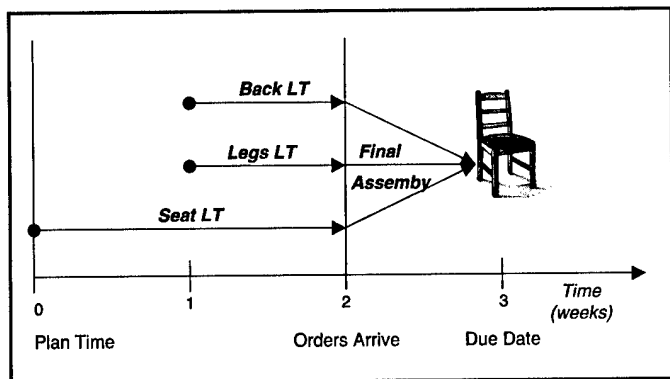 Back LT
Legs LT
Final
Assemby
Seat LT
0
1
2
3
Time
(weeks)
Plan Time
Orders Arrive
Due Date